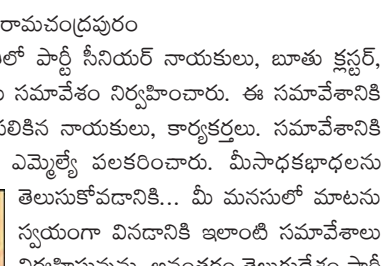 రామచంద్రపురం
లో పార్టీ సీనియర్ నాయకులు, బూతు క్లస్టర్,
సమావేశం నిర్వహించారు. ఈ సమావేశానికి
పలికిన నాయకులు, కార్యకర్తలు. సమావేశానికి
ఎమ్మెల్యే పలకరించారు. మీసాధకభాధలను
తెలుసుకోవడానికి... మీ మనసులో మాటను
స్వయంగా వినడానికి ఇలాంటి సమావేశాలు